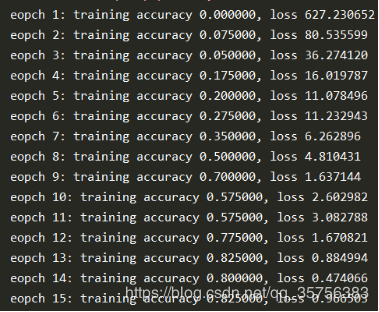 eopch 1: training accuracy 0.000000, loss 627.230652
eopch 2: training accuracy 0.075000, loss 80.535599
eopch 3: training accuracy 0.050000, loss 36.274120
eopch 4: training accuracy 0.175000, loss 16.019787
eopch 5: training accuracy 0.200000, loss 11.078496
eopch 6: training accuracy 0.275000, loss 11.232943
eopch 7: training accuracy 0.350000, loss 6.262896
eopch 8: training accuracy 0.500000, loss 4.810431
eopch 9: training accuracy 0.700000, loss 1.637144
eopch 10: training accuracy 0.575000, loss 2.602982
eopch 11: training accuracy 0.575000, loss 3.082788
eopch 12: training accuracy 0.775000, loss 1.670821
eopch 13: training accuracy 0.825000, loss 0.884994
eopch 14: training accuracy 0.800000, loss 0.474066
eopch 15: training accuracy 0.825000, loss 0.966503
https://blog.csdn.net/qq_35756383